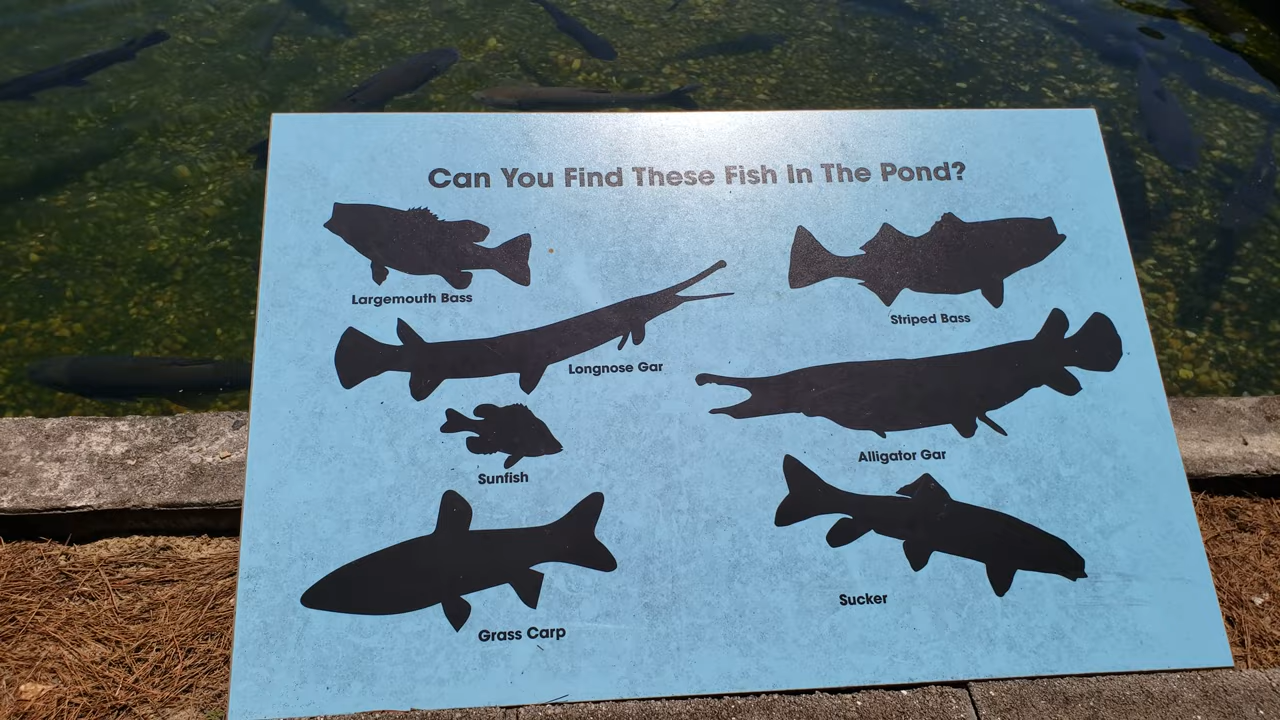 Can You Find These Fish In The Pond?
Largemouth Bass
Striped Bass
Longnose Gar
Alligator Gar
Sunfish
Sucker
Grass Carp